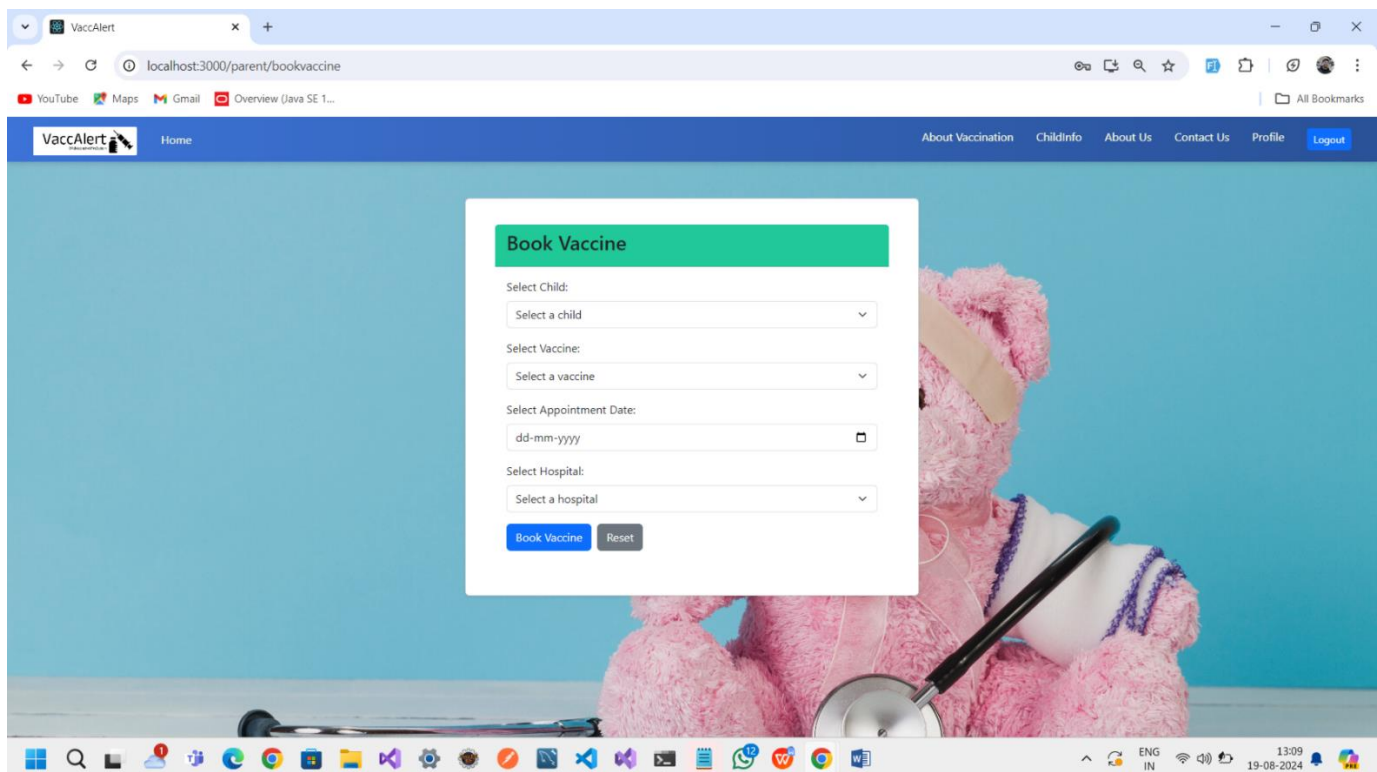 VaccAlert
localhost:3000/parent/bookvaccine
YouTube Maps Gmail Overview (Java SE 1... All Bookmarks
VaccAlert Home About Vaccination ChildInfo About Us Contact Us Profile Logout
Book Vaccine
Select Child:
Select a child
Select Vaccine:
Select a vaccine
Select Appointment Date:
dd-mm-yyyy
Select Hospital:
Select a hospital
Book Vaccine Reset
ENG 13:09
IN 19-08-2024